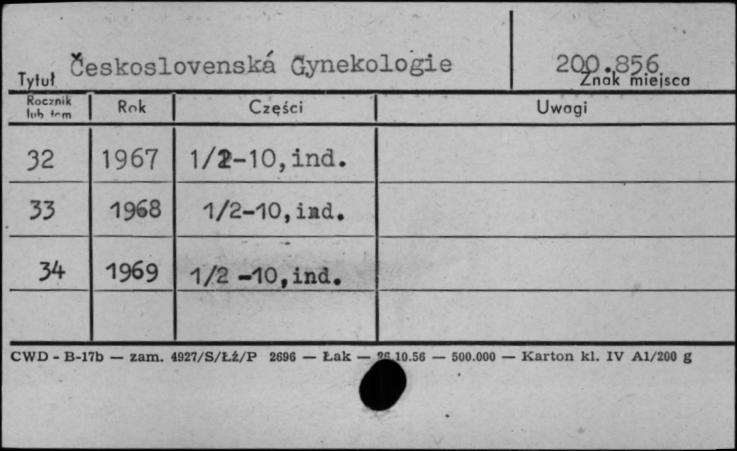 Československá Gynekologie 200.856
Tytuł Znak miejsca
Rocznik lub tom Rok Części Uwagi
32 1967 1/2-10,ind.
33 1968 1/2-10,ind.
34 1969 1/2-10,ind.
CWD - B-17b — zam. 4927/S/Łź/P 2696 — Łak — 26.10.56 — 500.000 — Karton kl. IV A1/200 g